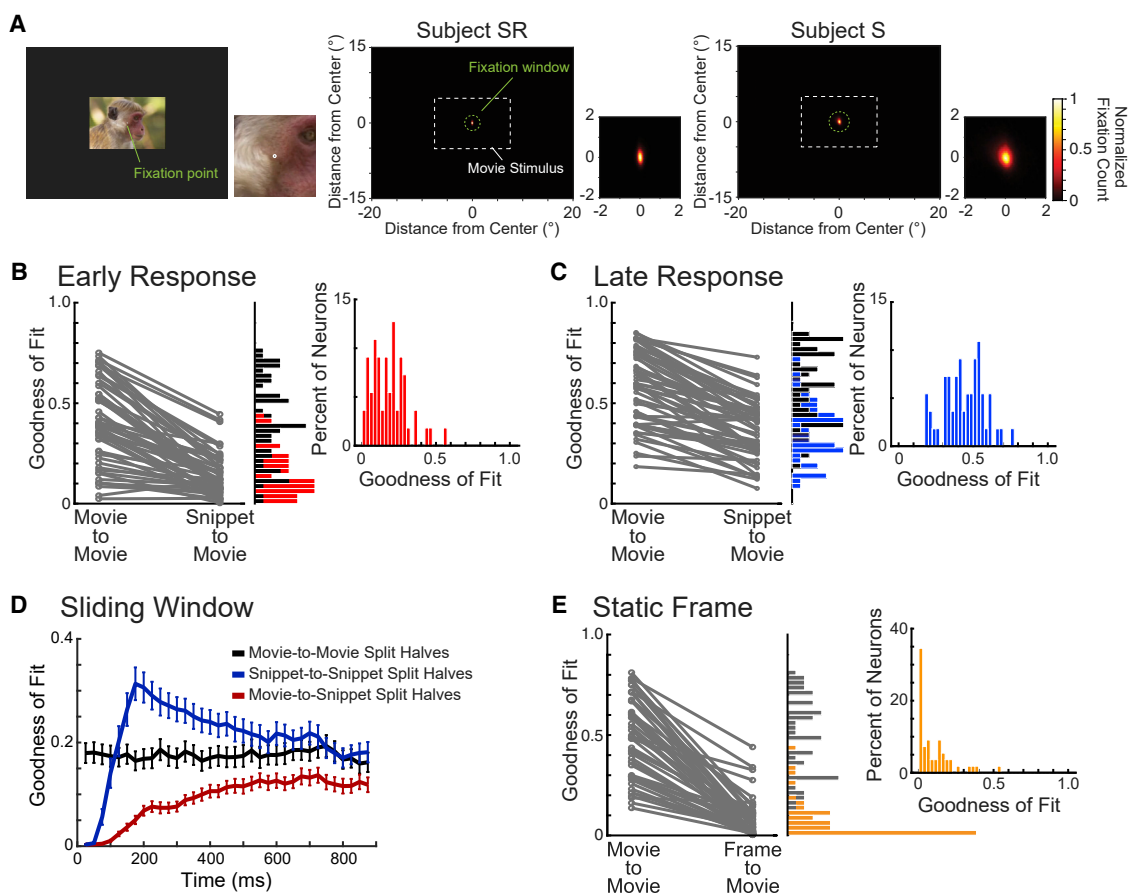 A
Subject SR
Subject S
Fixation point
Distance from Center (°)
15
0
-15
-20
0
20
Distance from Center (°)
Fixation window
Movie Stimulus
2
0
-2
-2 0 2
Distance from Center (°)
15
0
-15
-20
0
20
Distance from Center (°)
2
0
-2
-2 0 2
1
0.5
0
Normalized
Fixation Count
B Early Response
Goodness of Fit
1.0
0.5
0
Movie
to
Movie
Snippet
to
Movie
Percent of Neurons
15
0
0 0.5 1.0
Goodness of Fit
C Late Response
Goodness of Fit
1.0
0.5
0
Movie
to
Movie
Snippet
to
Movie
Percent of Neurons
15
0
0 0.5 1.0
Goodness of Fit
D Sliding Window
Goodness of Fit
0.4
0.2
0
0 200 400 600 800
Time (ms)
Movie-to-Movie Split Halves
Snippet-to-Snippet Split Halves
Movie-to-Snippet Split Halves
E Static Frame
Goodness of Fit
1.0
0.5
0
Movie
to
Movie
Frame
to
Movie
Percent of Neurons
40
20
0
0 0.5 1.0
Goodness of Fit